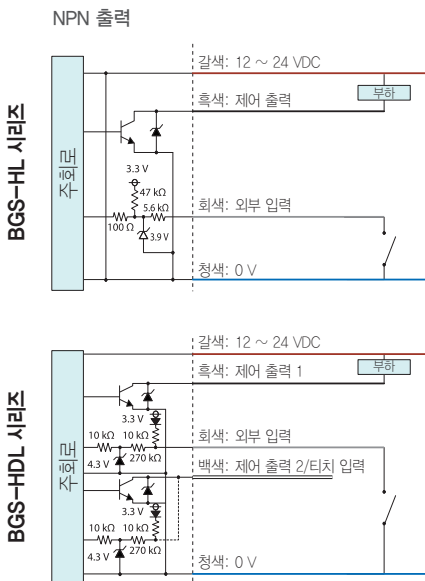 NPN 출력
BGS-HL 시리즈
주회로
갈색: 12 ~ 24 VDC
부하
흑색: 제어 출력
3.3 V
47 kΩ
5.6 kΩ
100 Ω
3.9 V
회색: 외부 입력
청색: 0 V
BGS-HDL 시리즈
주회로
갈색: 12 ~ 24 VDC
부하
흑색: 제어 출력 1
3.3 V
10 kΩ 10 kΩ
4.3 V 270 kΩ
회색: 외부 입력
백색: 제어 출력 2/티치 입력
3.3 V
10 kΩ 10 kΩ
4.3 V 270 kΩ
청색: 0 V